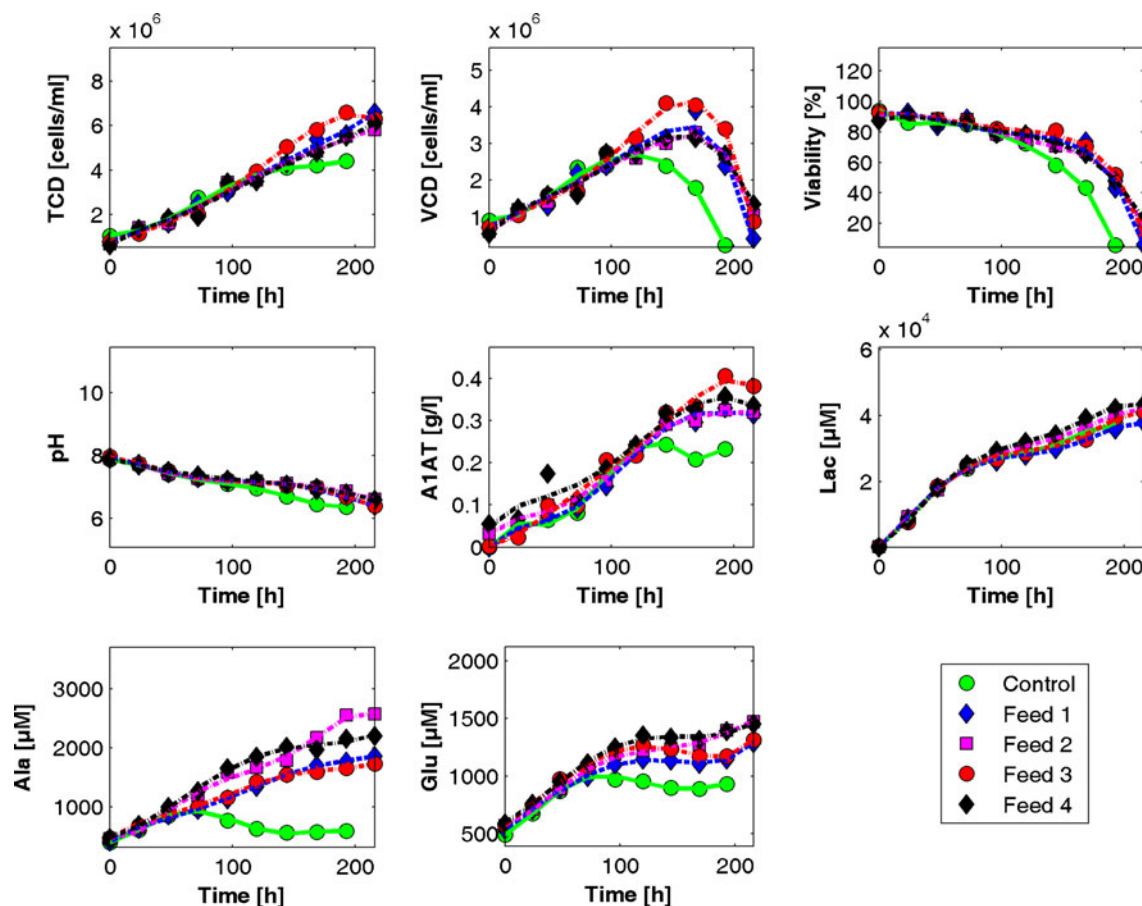 x 10^6
TCD [cells/ml]
8
6
4
2
0
100
200
Time [h]
x 10^6
VCD [cells/ml]
6
5
4
3
2
1
0
100
200
Time [h]
Viability [%]
120
100
80
60
40
20
0
100
200
Time [h]
pH
10
8
6
0
100
200
Time [h]
A1AT [g/l]
0.4
0.3
0.2
0.1
0
0
100
200
Time [h]
x 10^4
Lac [µM]
6
4
2
0
100
200
Time [h]
Ala [µM]
3000
2000
1000
0
100
200
Time [h]
Glu [µM]
2000
1500
1000
500
0
100
200
Time [h]
Control
Feed 1
Feed 2
Feed 3
Feed 4